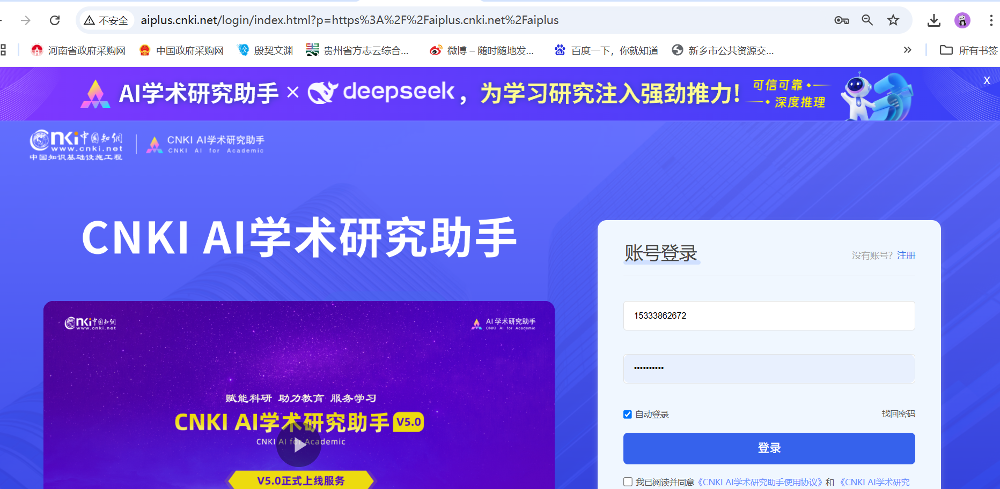 不安全 aiplus.cnki.net/login/index.html?p=https%3A%2F%2Faiplus.cnki.net%2Faiplus
河南省政府采购网 中国政府采购网 殷契文渊 贵州省方志云综合... 微博 – 随时随地发... 百度一下，你就知道 新乡市公共资源交... » 所有书签
AI学术研究助手 × deepseek，为学习研究注入强劲推力! 可信可靠 X
深度推理
cnki中国知网 CNKI AI学术研究助手
www.cnki.net CNKI AI for Academic
中国知识基础设施工程
CNKI AI学术研究助手
账号登录 没有账号? 注册
15333862672
••••••••••
自动登录 找回密码
登录
我已阅读并同意《CNKI AI学术研究助手使用协议》和 《CNKI AI学术研究
cnki中国知网 AI 学术研究助手
www.cnki.net CNKI AI for Academic
赋能科研 助力教育 服务学习
CNKI AI学术研究助手 V5.0
CNKI AI for Academic
V5.0正式上线服务